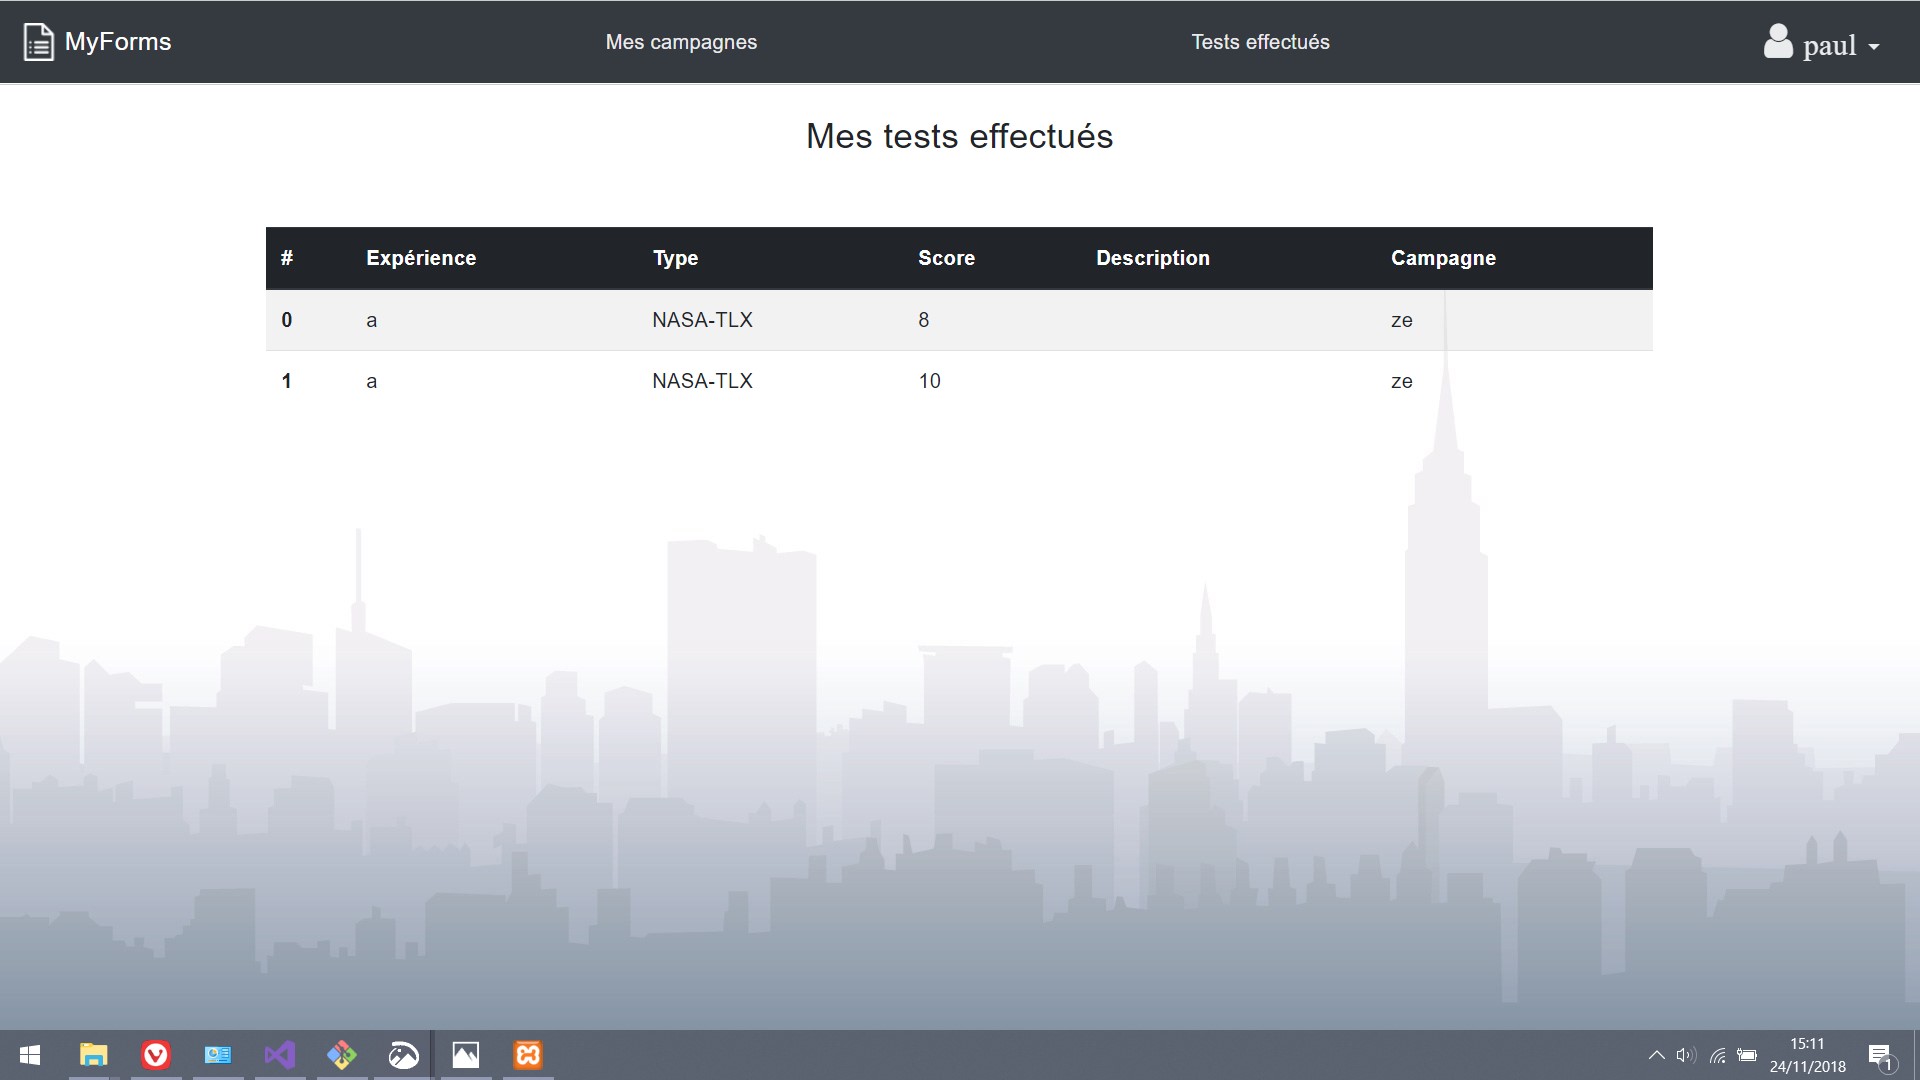 MyForms Mes campagnes Tests effectués paul
Mes tests effectués
# Expérience Type Score Description Campagne
0 a NASA-TLX 8 ze
1 a NASA-TLX 10 ze
15:11
24/11/2018
1